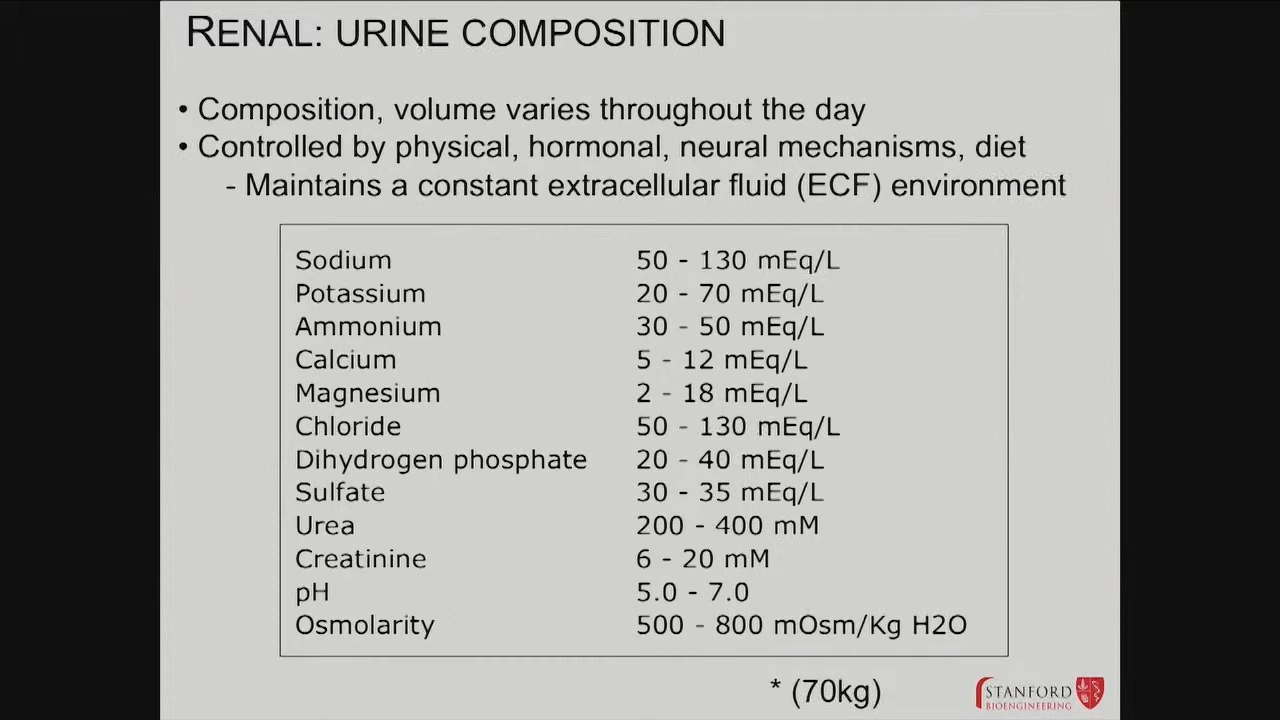 RENAL: URINE COMPOSITION
• Composition, volume varies throughout the day
• Controlled by physical, hormonal, neural mechanisms, diet
- Maintains a constant extracellular fluid (ECF) environment
Sodium 50 - 130 mEq/L
Potassium 20 - 70 mEq/L
Ammonium 30 - 50 mEq/L
Calcium 5 - 12 mEq/L
Magnesium 2 - 18 mEq/L
Chloride 50 - 130 mEq/L
Dihydrogen phosphate 20 - 40 mEq/L
Sulfate 30 - 35 mEq/L
Urea 200 - 400 mM
Creatinine 6 - 20 mM
pH 5.0 - 7.0
Osmolarity 500 - 800 mOsm/Kg H2O
* (70kg)
STANFORD
BIOENGINEERING